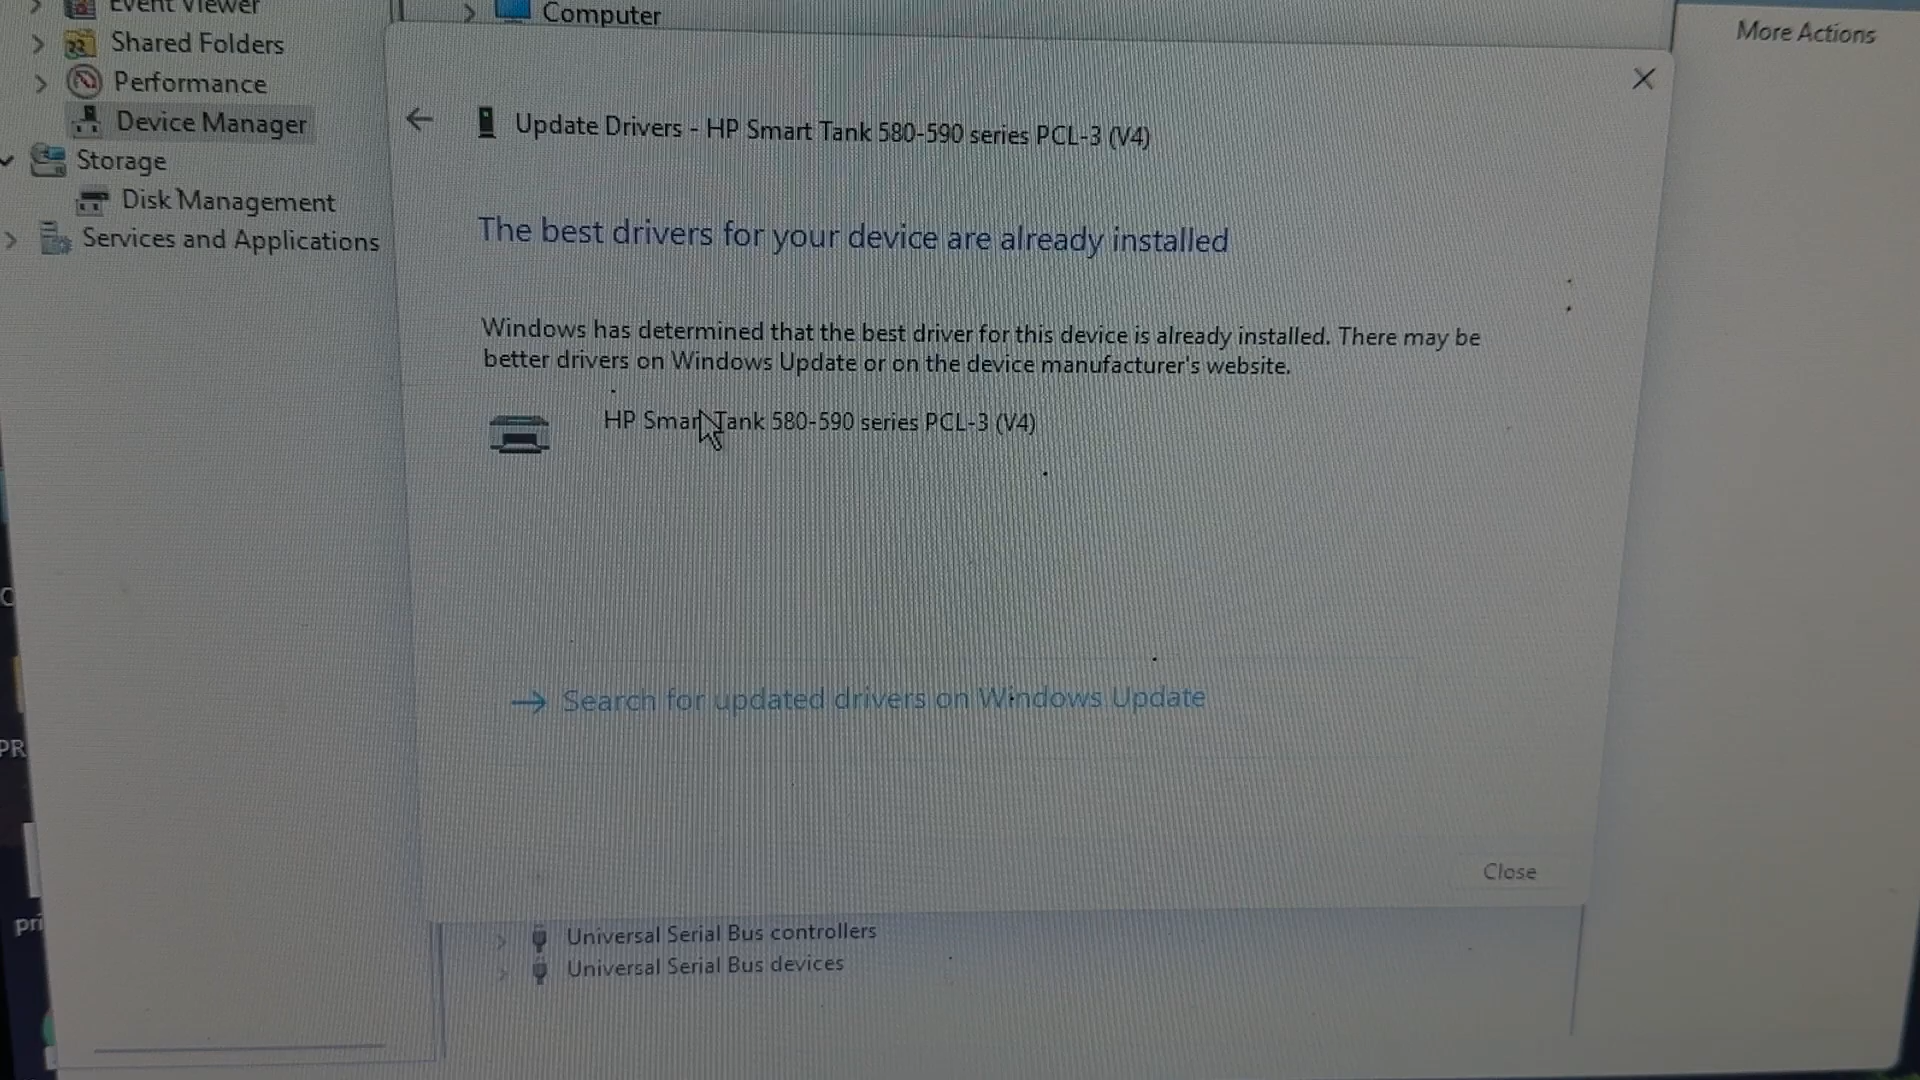 Event Viewer
Computer
More Actions
Shared Folders
Performance
Device Manager
Update Drivers - HP Smart Tank 580-590 series PCL-3 (V4)
Storage
Disk Management
Services and Applications
The best drivers for your device are already installed
Windows has determined that the best driver for this device is already installed. There may be
better drivers on Windows Update or on the device manufacturer's website.
HP Smart Tank 580-590 series PCL-3 (V4)
Search for updated drivers on Windows Update
PR
Close
pri
Universal Serial Bus controllers
Universal Serial Bus devices